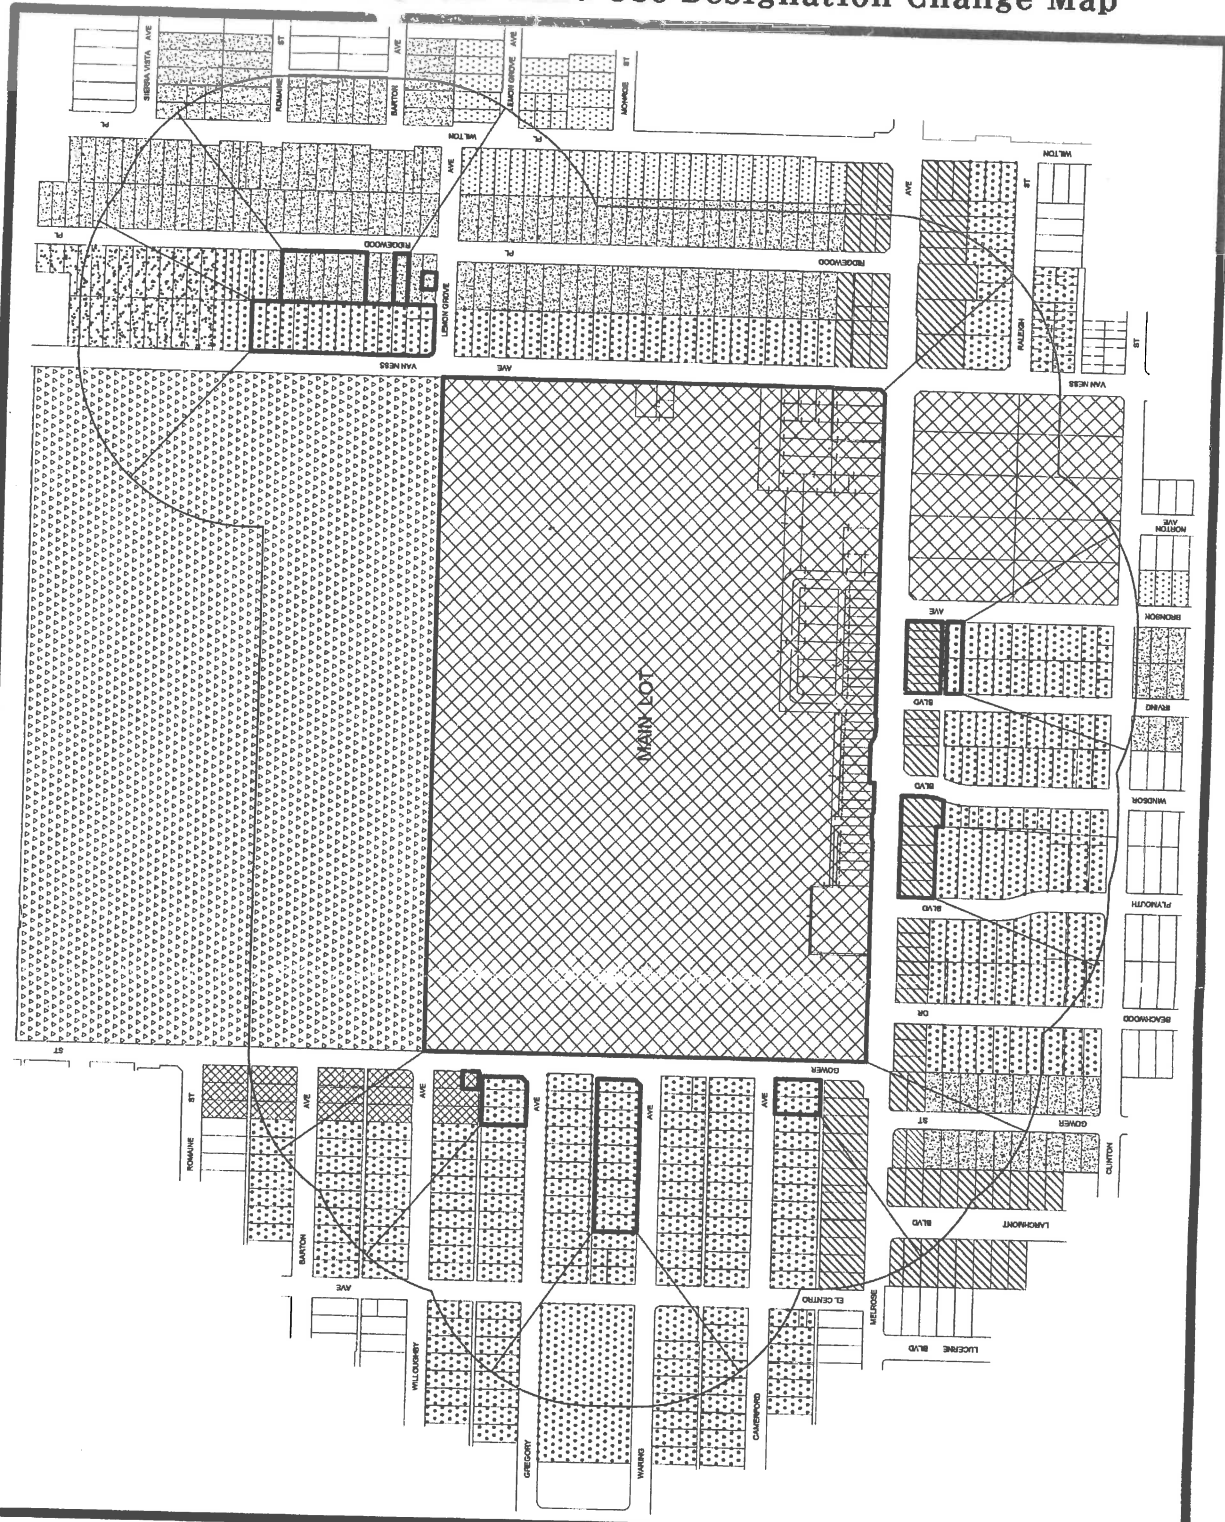 Use Designation Change Map
SIERRA VISTA AVE
ROMAINE ST
BARTON AVE
LEMON GROVE AVE
MONROE ST
PL
WILTON PL
WILTON
AVE
AVE
ST
PL
RIDGEWOOD
PL
RIDGEWOOD
LEMON GROVE
RALEIGH
ST
VAN NESS
AVE
VAN NESS
NORTON AVE
AVE
BRONSON
MAIN LOT
BLVD
IRVING
BLVD
WINDSOR
BLVD
PLYMOUTH
DR
BEACHWOOD
ST
GOWER
ST
AVE
AVE
AVE
AVE
AVE
ST
GOWER
ROMAINE
CLINTON
BLVD
LARCHMONT
BARTON
AVE
EL CENTRO
MELROSE
LUCERNE BLVD
WILLOUGHBY
GREGORY
WARING
CAMERFORD